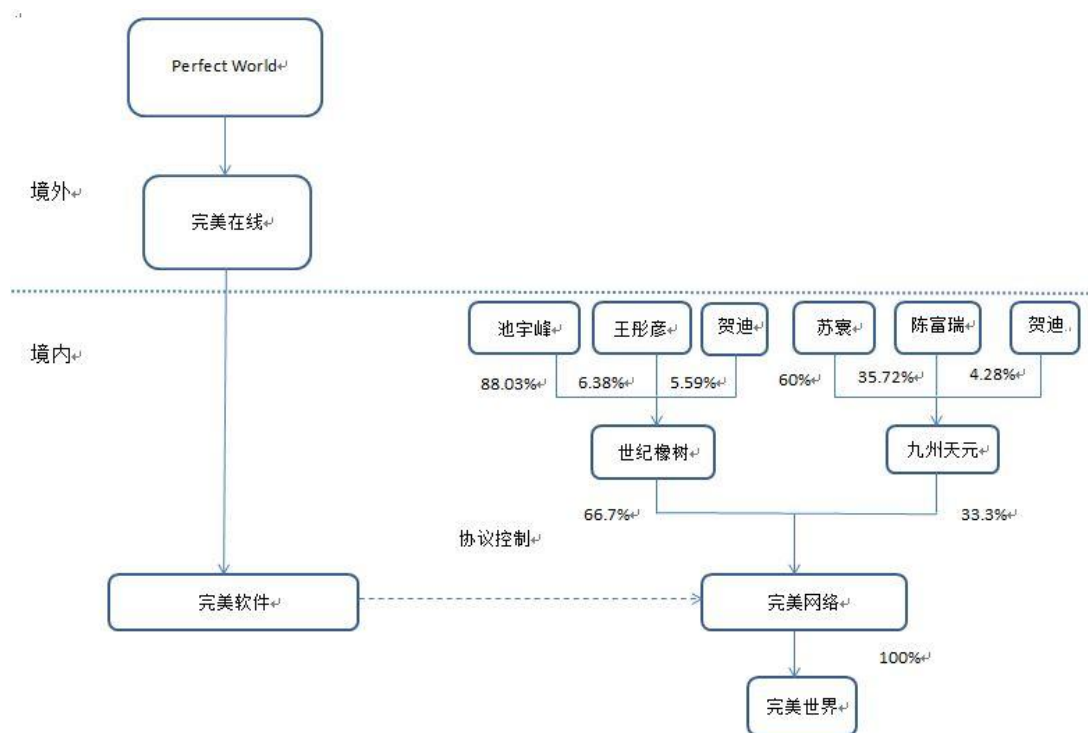 Perfect World
境外
完美在线
池宇峰 王彤彦 贺迪 苏寰 陈富瑞 贺迪
境内
88.03% 6.38% 5.59% 60% 35.72% 4.28%
世纪橡树 九州天元
66.7% 33.3%
协议控制
完美软件 完美网络
100%
完美世界